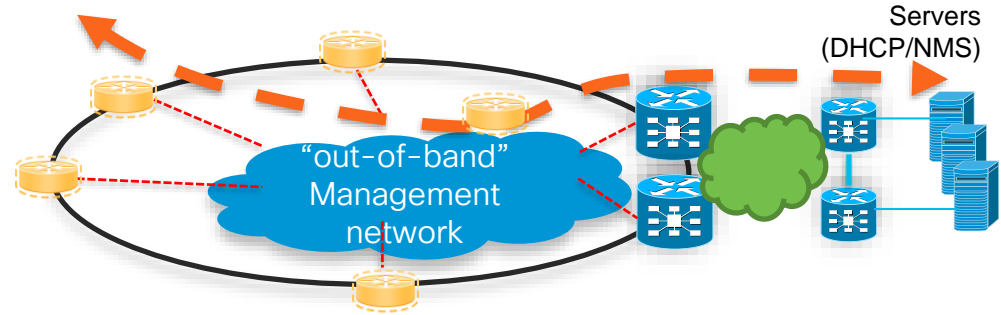 Servers
(DHCP/NMS)
“out-of-band”
Management
network